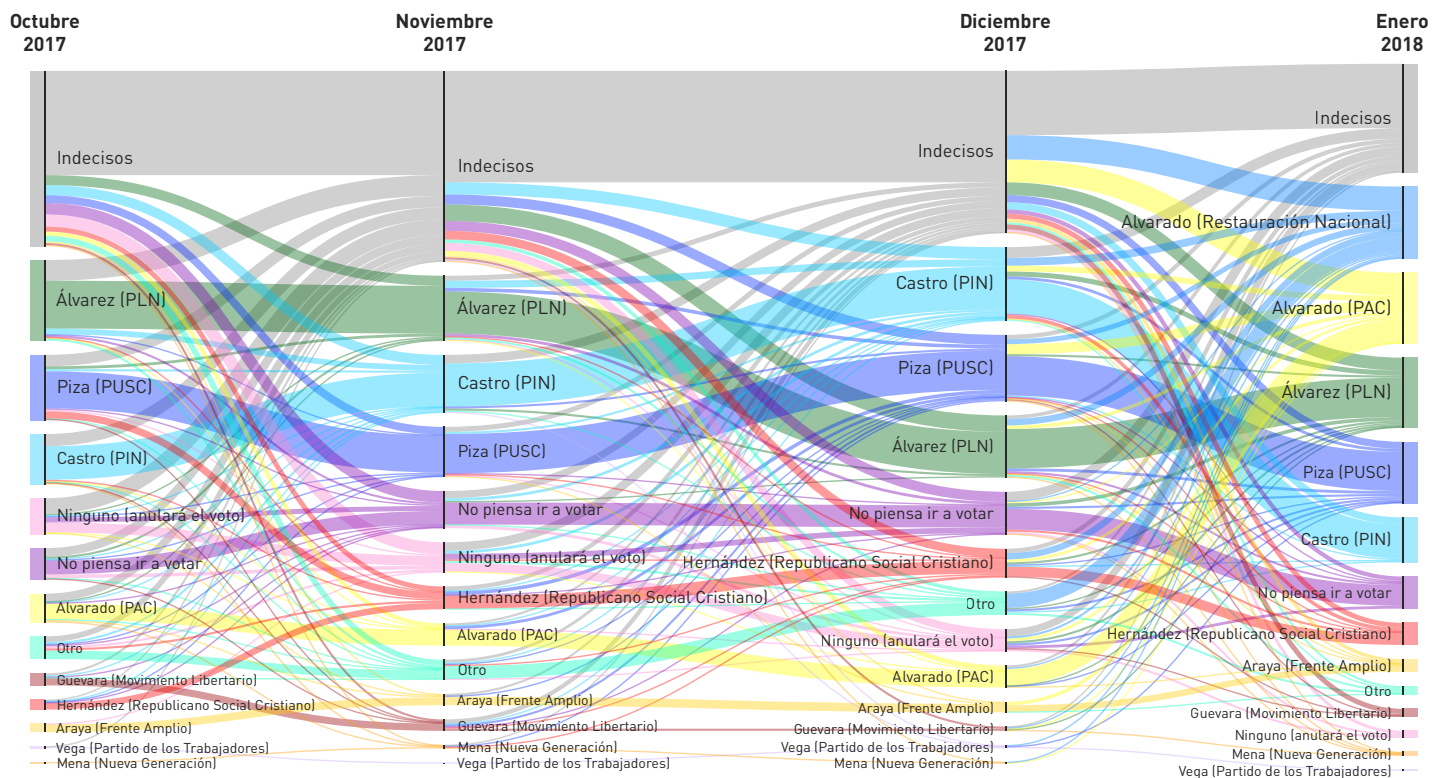 Octubre
2017
Noviembre
2017
Diciembre
2017
Enero
2018
Indecisos
Álvarez (PLN)
Piza (PUSC)
Castro (PIN)
Ninguno (anulará el voto)
No piensa ir a votar
Alvarado (PAC)
Otro
Guevara (Movimiento Libertario)
Hernández (Republicano Social Cristiano)
Araya (Frente Amplio)
Vega (Partido de los Trabajadores)
Mena (Nueva Generación)
Indecisos
Álvarez (PLN)
Castro (PIN)
Piza (PUSC)
No piensa ir a votar
Ninguno (anulará el voto)
Hernández (Republicano Social Cristiano)
Alvarado (PAC)
Otro
Araya (Frente Amplio)
Guevara (Movimiento Libertario)
Mena (Nueva Generación)
Vega (Partido de los Trabajadores)
Indecisos
Castro (PIN)
Piza (PUSC)
Álvarez (PLN)
No piensa ir a votar
Hernández (Republicano Social Cristiano)
Otro
Ninguno (anulará el voto)
Alvarado (PAC)
Araya (Frente Amplio)
Guevara (Movimiento Libertario)
Vega (Partido de los Trabajadores)
Mena (Nueva Generación)
Indecisos
Alvarado (Restauración Nacional)
Alvarado (PAC)
Álvarez (PLN)
Piza (PUSC)
Castro (PIN)
No piensa ir a votar
Hernández (Republicano Social Cristiano)
Araya (Frente Amplio)
Otro
Guevara (Movimiento Libertario)
Ninguno (anulará el voto)
Mena (Nueva Generación)
Vega (Partido de los Trabajadores)